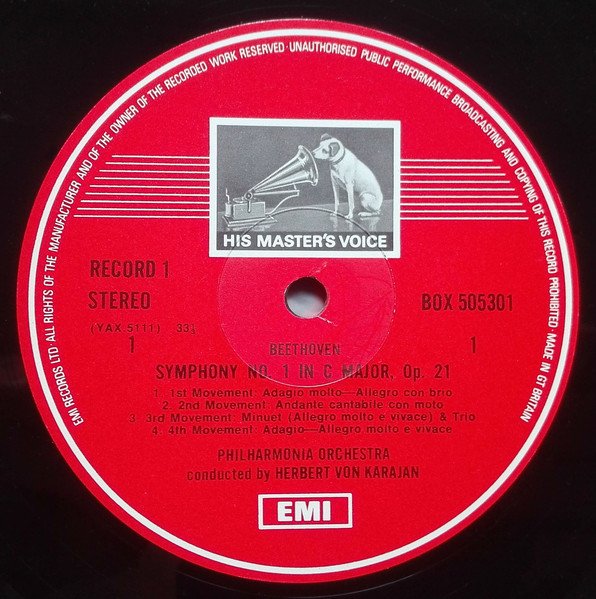 EMI RECORDS LTD · ALL RIGHTS OF THE MANUFACTURER AND OF THE OWNER OF THE RECORDED WORK RESERVED · UNAUTHORISED PUBLIC PERFORMANCE BROADCASTING AND COPYING OF THIS RECORD PROHIBITED · MADE IN GT BRITAIN
HIS MASTER'S VOICE
RECORD 1
STEREO BOX 505301
(YAX 5111) 33⅓
1 BEETHOVEN 1
SYMPHONY NO. 1 IN C MAJOR, Op. 21
1. 1st Movement: Adagio molto—Allegro con brio
2. 2nd Movement: Andante cantabile con moto
3. 3rd Movement: Minuet (Allegro molto e vivace) & Trio
4. 4th Movement: Adagio—Allegro molto e vivace
PHILHARMONIA ORCHESTRA
conducted by HERBERT VON KARAJAN
EMI